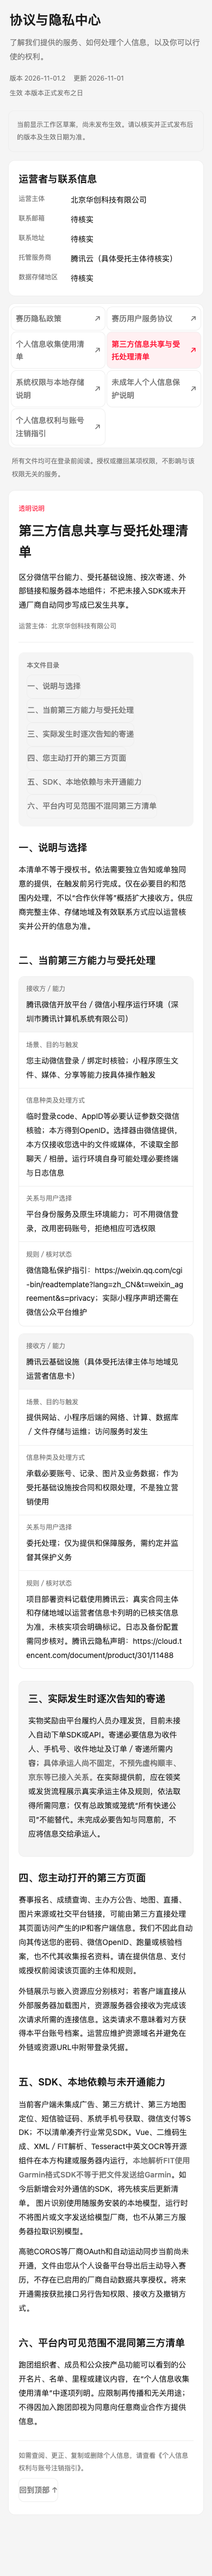 协议与隐私中心
了解我们提供的服务、如何处理个人信息，以及你可以行
使的权利。
版本 2026-11-01.2 更新 2026-11-01
生效 本版本正式发布之日
当前显示工作区草案，尚未发布生效。请以核实并正式发布后
的版本及生效日期为准。
运营者与联系信息
运营主体 北京华创科技有限公司
联系邮箱 待核实
联系地址 待核实
托管服务商 腾讯云（具体受托主体待核实）
数据存储地区 待核实
赛历隐私政策 ↗
赛历用户服务协议 ↗
个人信息收集使用清
单 ↗
第三方信息共享与受
托处理清单 ↗
系统权限与本地存储
说明 ↗
未成年人个人信息保
护说明 ↗
个人信息权利与账号
注销指引 ↗
所有文件均可在登录前阅读。授权或撤回某项权限，不影响与该
权限无关的服务。
透明说明
第三方信息共享与受托处理清
单
区分微信平台能力、受托基础设施、按次寄递、外
部链接和服务器本地组件；不把未接入SDK或未开
通厂商自动同步写成已发生共享。
运营主体：北京华创科技有限公司
本文件目录
一、说明与选择
二、当前第三方能力与受托处理
三、实际发生时逐次告知的寄递
四、您主动打开的第三方页面
五、SDK、本地依赖与未开通能力
六、平台内可见范围不混同第三方清单
一、说明与选择
本清单不等于授权书。依法需要独立告知或单独同
意的提供，在触发前另行完成。仅在必要目的和范
围内处理，不以“合作伙伴等”概括扩大接收方。供应
商完整主体、存储地域及有效联系方式应以运营核
实并公开的信息为准。
二、当前第三方能力与受托处理
接收方 / 能力
腾讯微信开放平台 / 微信小程序运行环境（深
圳市腾讯计算机系统有限公司）
场景、目的与触发
您主动微信登录 / 绑定时核验；小程序原生文
件、媒体、分享等能力按具体操作触发
信息种类及处理方式
临时登录code、AppID等必要认证参数交微信
核验；本方得到OpenID。选择器由微信提供，
本方仅接收您选中的文件或媒体，不读取全部
聊天 / 相册。运行环境自身可能处理必要终端
与日志信息
关系与用户选择
平台身份服务及原生环境能力；可不用微信登
录，改用密码账号，拒绝相应可选权限
规则 / 核对状态
微信隐私保护指引：https://weixin.qq.com/cgi
-bin/readtemplate?lang=zh_CN&t=weixin_ag
reement&s=privacy；实际小程序声明还需在
微信公众平台维护
接收方 / 能力
腾讯云基础设施（具体受托法律主体与地域见
运营者信息卡）
场景、目的与触发
提供网站、小程序后端的网络、计算、数据库
/ 文件存储与运维；访问服务时发生
信息种类及处理方式
承载必要账号、记录、图片及业务数据；作为
受托基础设施按合同和权限处理，不是独立营
销使用
关系与用户选择
委托处理；仅为提供和保障服务，需约定并监
督其保护义务
规则 / 核对状态
项目部署资料记载使用腾讯云；真实合同主体
和存储地域以运营者信息卡列明的已核实信息
为准，未核实项会明确标记。日志及备份配置
需同步核对。腾讯云隐私声明：https://cloud.t
encent.com/document/product/301/11488
三、实际发生时逐次告知的寄递
实物奖励由平台履约人员办理发货，目前未接
入自动下单SDK或API。寄递必要信息为收件
人、手机号、收件地址及订单 / 寄递所需内
容；具体承运人尚不固定，不预先虚构顺丰、
京东等已接入关系。在实际提供前，应在领奖
或发货流程展示真实承运主体及规则，依法取
得所需同意；仅有总政策或笼统“所有快递公
司”不能替代。未完成必要告知与同意前，不
应将信息交给承运人。
四、您主动打开的第三方页面
赛事报名、成绩查询、主办方公告、地图、直播、
图片来源或社交平台链接，可能由第三方直接处理
其页面访问产生的IP和客户端信息。我们不因此自动
向其传送您的密码、微信OpenID、跑量或核验档
案，也不代其收集报名资料。请在提供信息、支付
或授权前阅读该页面的主体和规则。
外链展示与嵌入资源应分别核对；若客户端直接从
外部服务器加载图片，资源服务器会接收为完成该
次请求所需的连接信息。这类请求不意味着对方获
得本平台账号档案。运营应维护资源域名并避免在
外链或资源URL中附带登录凭据。
五、SDK、本地依赖与未开通能力
当前客户端未集成广告、第三方统计、第三方地图
定位、短信验证码、系统手机号获取、微信支付等S
DK；不以清单凑齐行业常见SDK。Vue、二维码生
成、XML / FIT解析、Tesseract中英文OCR等开源
组件在本方构建或服务器内运行，本地解析FIT使用
Garmin格式SDK不等于把文件发送给Garmin。如
今后新增会对外通信的SDK，将先核实后更新清
单。 图片识别使用随服务安装的本地模型，运行时
不将图片或文字发送给模型厂商，也不从第三方服
务器拉取识别模型。
高驰COROS等厂商OAuth和自动运动同步当前尚未
开通，文件由您从个人设备平台导出后主动导入赛
历，不存在已启用的厂商自动数据共享授权。将来
开通需按获批接口另行告知权限、接收方及撤销方
式。
六、平台内可见范围不混同第三方清单
跑团组织者、成员和公众按产品功能可以看到的公
开名片、名单、里程或建议内容，在“个人信息收集
使用清单”中逐项列明。应限制再传播和无关用途；
不得因加入跑团即视为同意向任意商业合作方提供
信息。
如需查阅、更正、复制或删除个人信息，请查看《个人信息
权利与账号注销指引》。
回到顶部 ↑